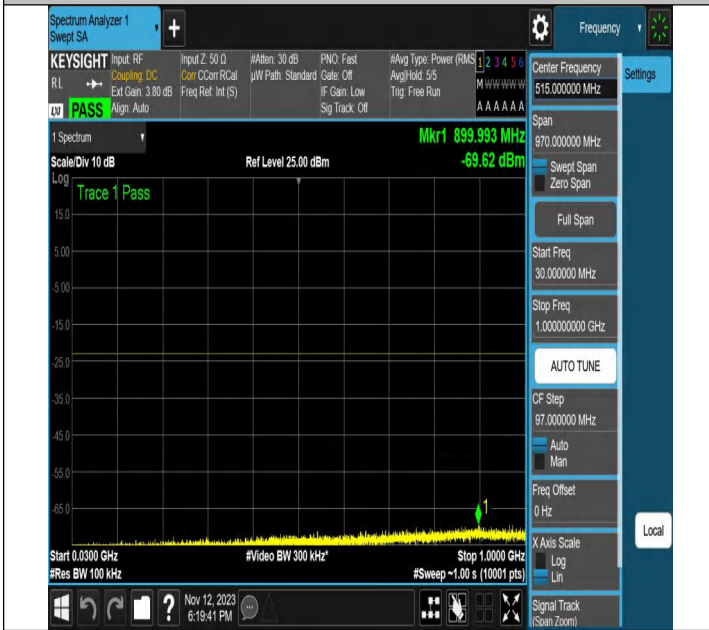 Spectrum Analyzer 1
Swept SA
Frequency
KEYSIGHT
RL
LXI
PASS
Input: RF
Coupling: DC
Ext Gain: 3.80 dB
Align: Auto
Input Z: 50 Ω
Corr CCorr RCal
Freq Ref: Int (S)
#Atten: 30 dB
µW Path: Standard
PNO: Fast
Gate: Off
IF Gain: Low
Sig Track: Off
#Avg Type: Power (RMS
Avg|Hold: 5/5
Trig: Free Run
1 2 3 4 5 6
M W W W W W
A A A A A A
1 Spectrum
Scale/Div 10 dB
Log
Ref Level 25.00 dBm
Mkr1 899.993 MHz
-69.62 dBm
Trace 1 Pass
15.0
5.00
-5.00
-15.0
-25.0
-35.0
-45.0
-55.0
-65.0
1
Start 0.0300 GHz
#Res BW 100 kHz
#Video BW 300 kHz*
Stop 1.0000 GHz
#Sweep ~1.00 s (10001 pts)
Nov 12, 2023
6:19:41 PM
Center Frequency
515.000000 MHz
Settings
Span
970.000000 MHz
Swept Span
Zero Span
Full Span
Start Freq
30.000000 MHz
Stop Freq
1.000000000 GHz
AUTO TUNE
CF Step
97.000000 MHz
Auto
Man
Freq Offset
0 Hz
X Axis Scale
Log
Lin
Signal Track
(Span Zoom)
Local